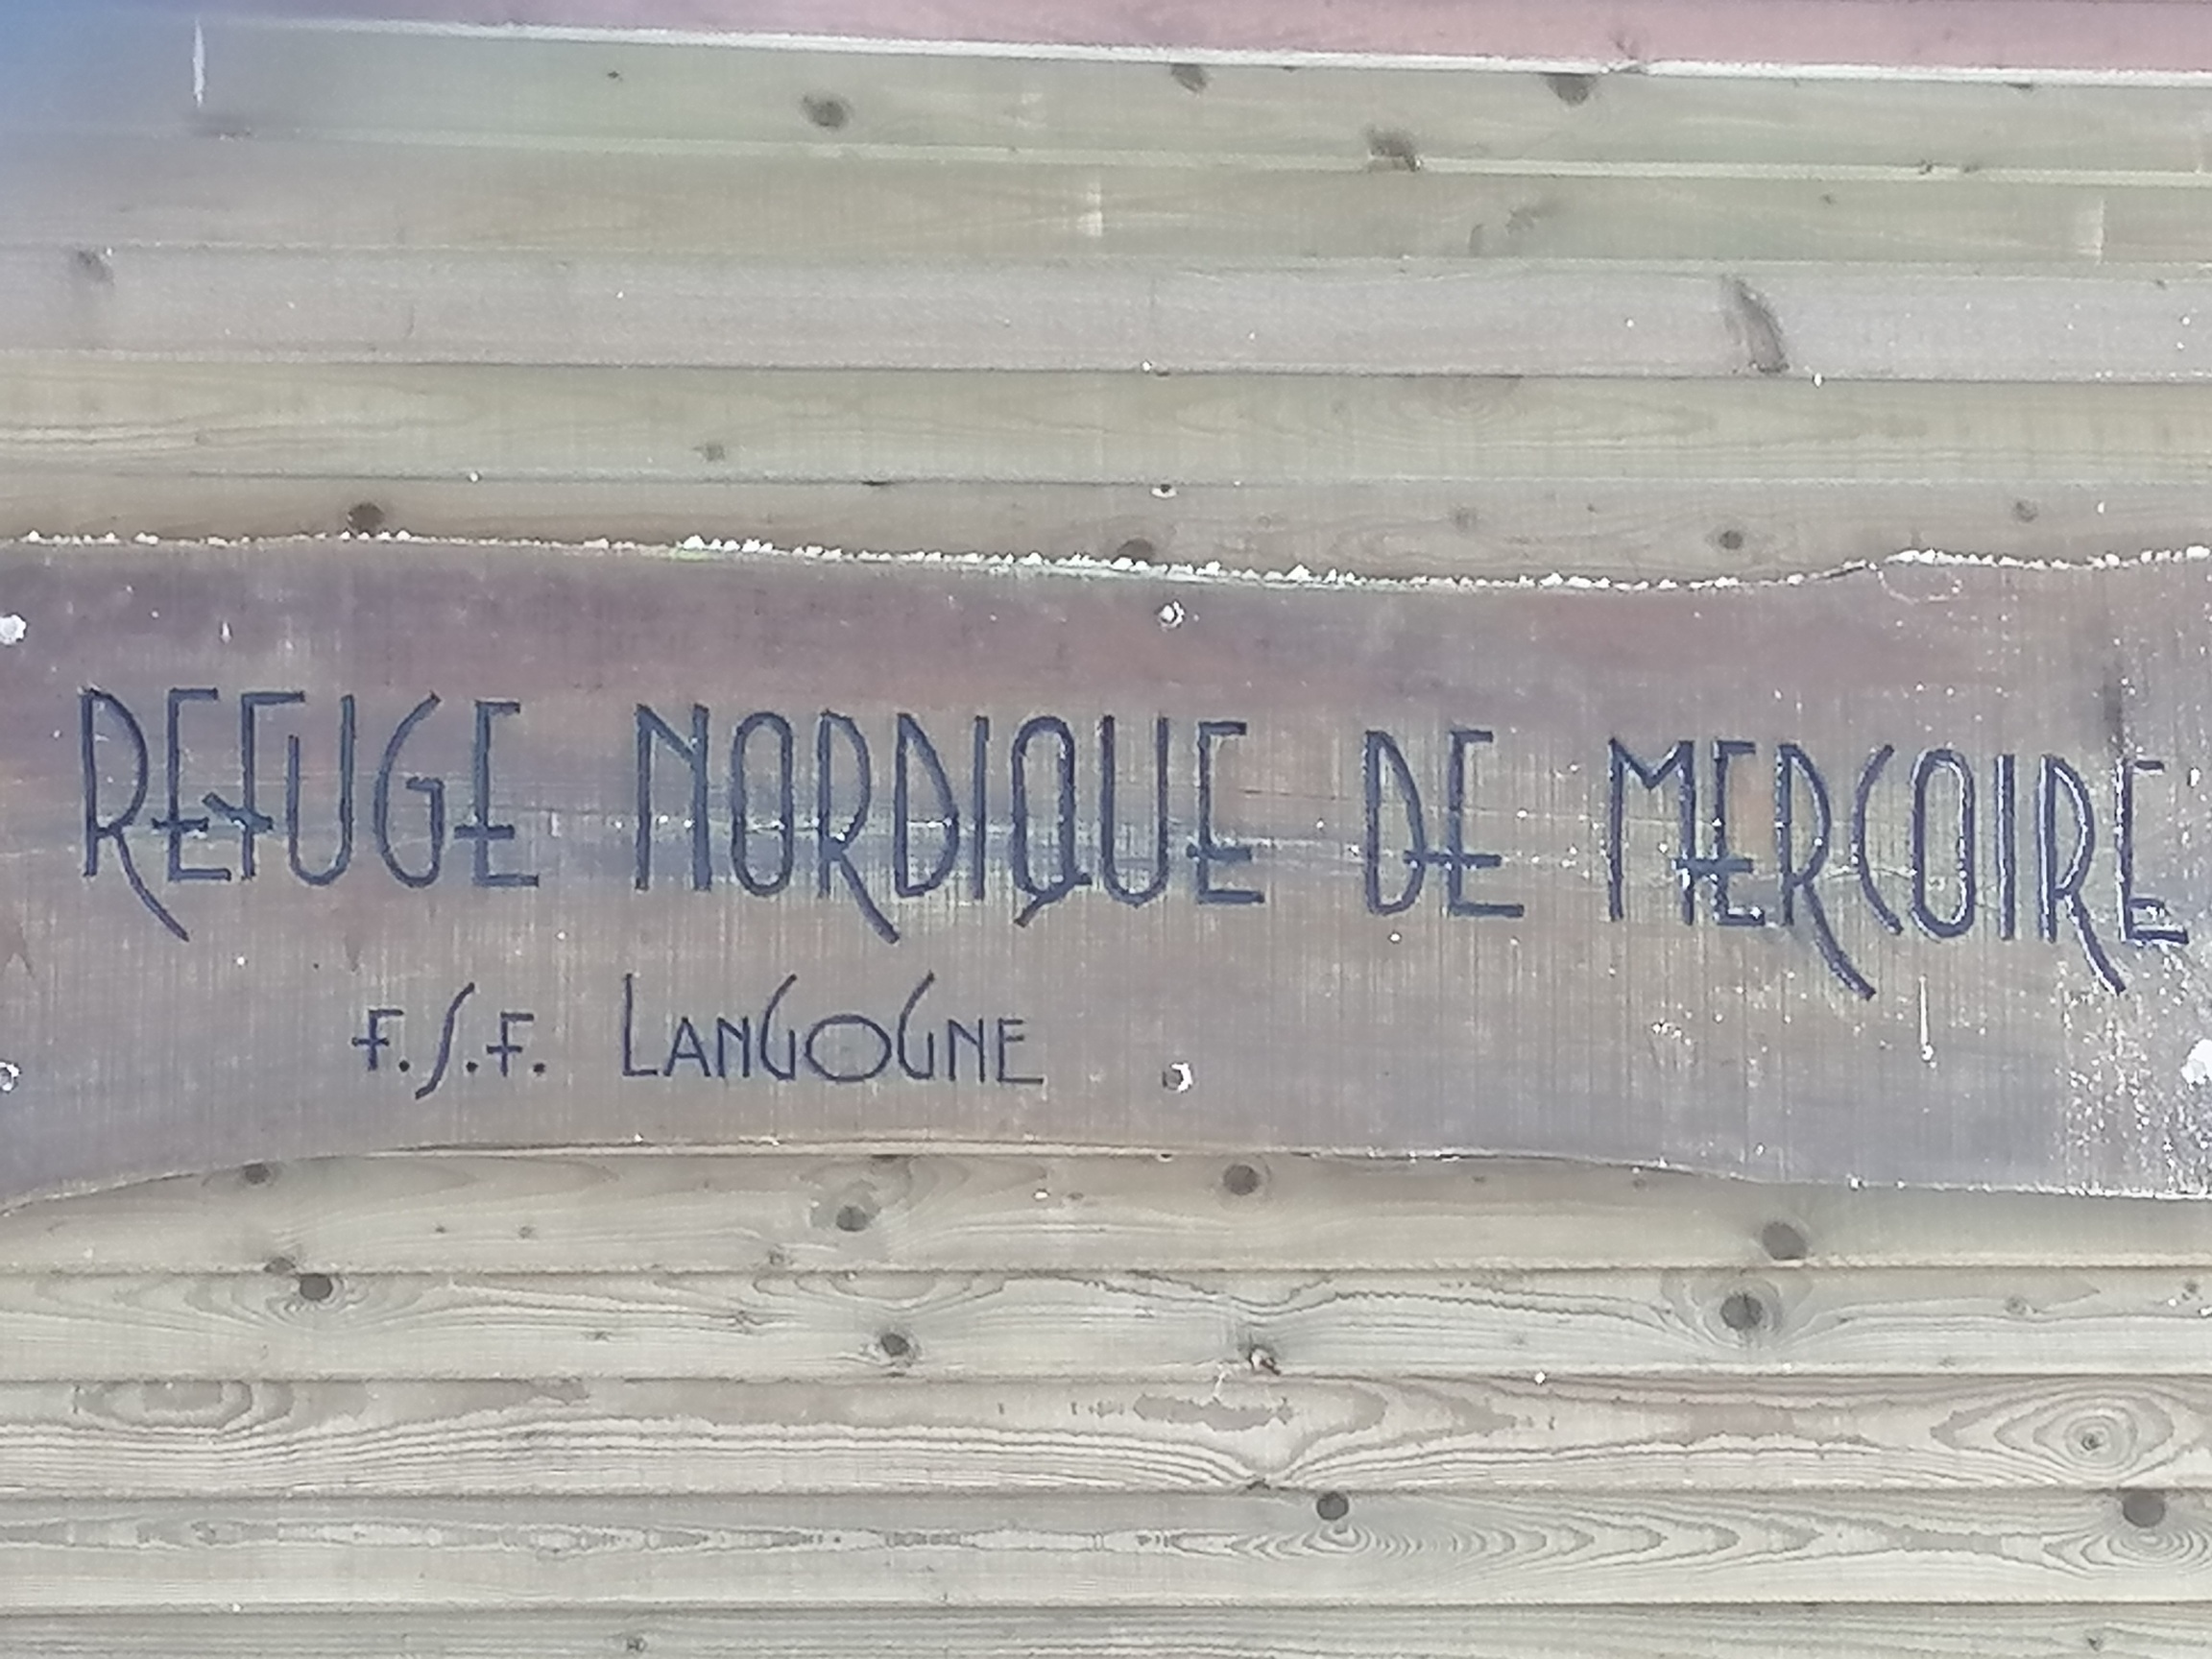 REFUGE NORDIQUE DE MERCOIRE
F.S.F. LANGOGNE